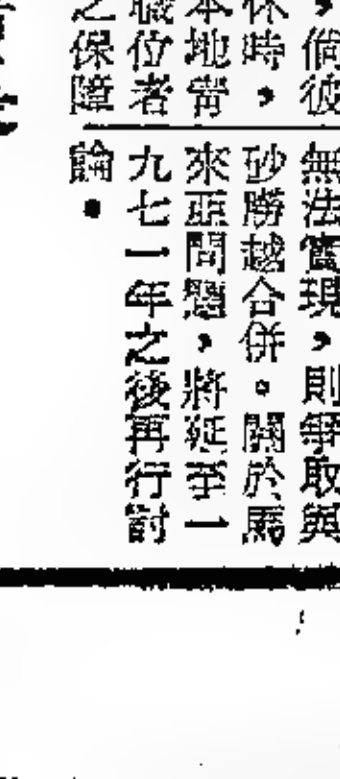 ，倘彼
休時，
本地書
職位者
之保障
無法實現，則爭取與
砂勝越合併。關於馬
來亞問題，將延至一
九七一年之後再行討
論。